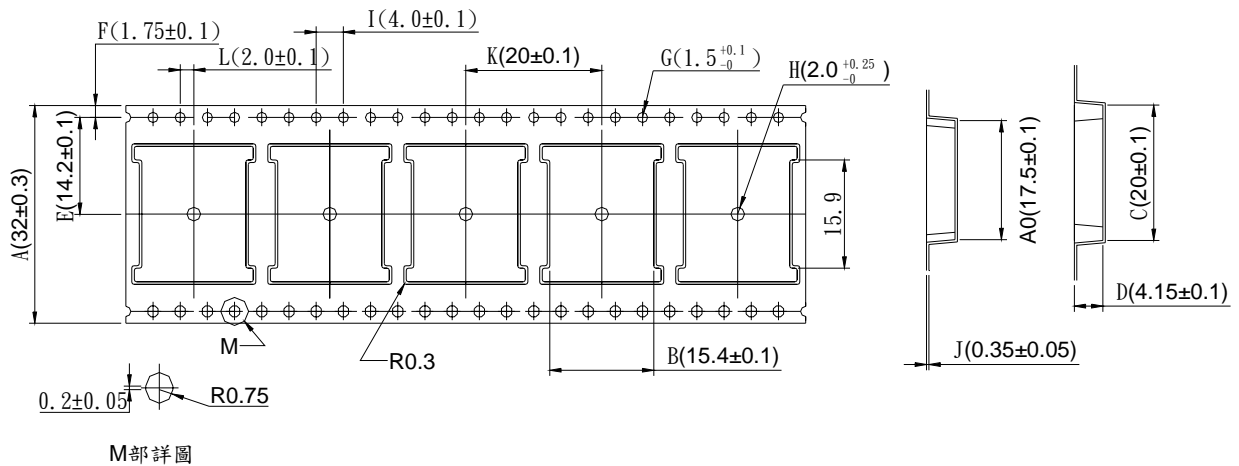 I(4.0±0.1)
F(1.75±0.1)
L(2.0±0.1)
K(20±0.1)
G(1.5 +0.1 -0)
H(2.0 +0.25 -0)
A(32±0.3)
E(14.2±0.1)
15.9
A0(17.5±0.1)
C(20±0.1)
D(4.15±0.1)
M
R0.3
B(15.4±0.1)
J(0.35±0.05)
0.2±0.05
R0.75
M部詳圖